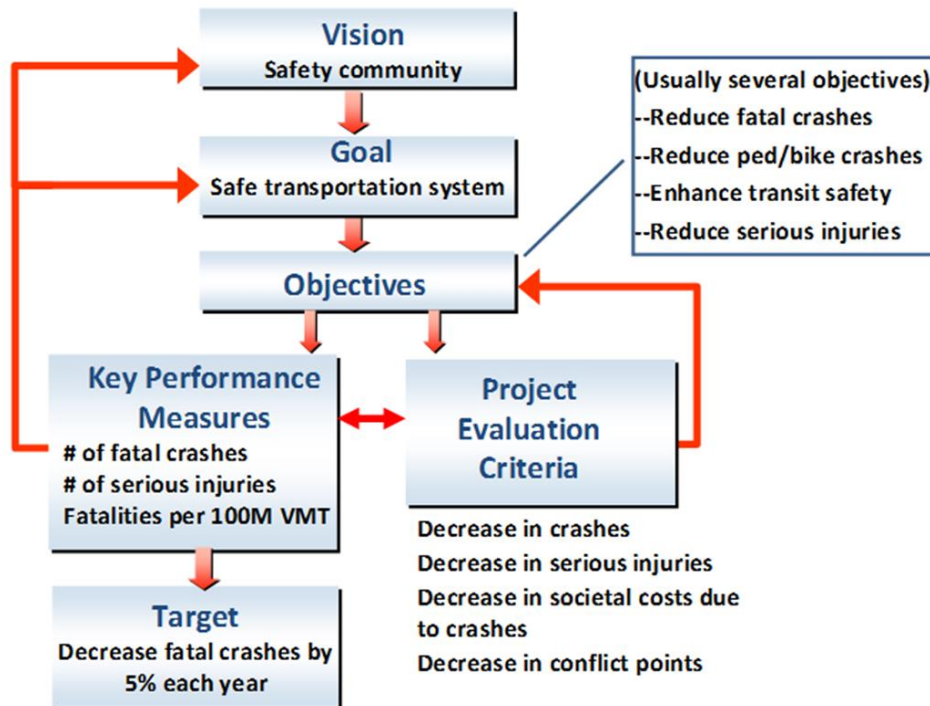 Vision
Safety community
Goal
Safe transportation system
Objectives
(Usually several objectives)
--Reduce fatal crashes
--Reduce ped/bike crashes
--Enhance transit safety
--Reduce serious injuries
Key Performance
Measures
# of fatal crashes
# of serious injuries
Fatalities per 100M VMT
Project
Evaluation
Criteria
Decrease in crashes
Decrease in serious injuries
Decrease in societal costs due
to crashes
Decrease in conflict points
Target
Decrease fatal crashes by
5% each year